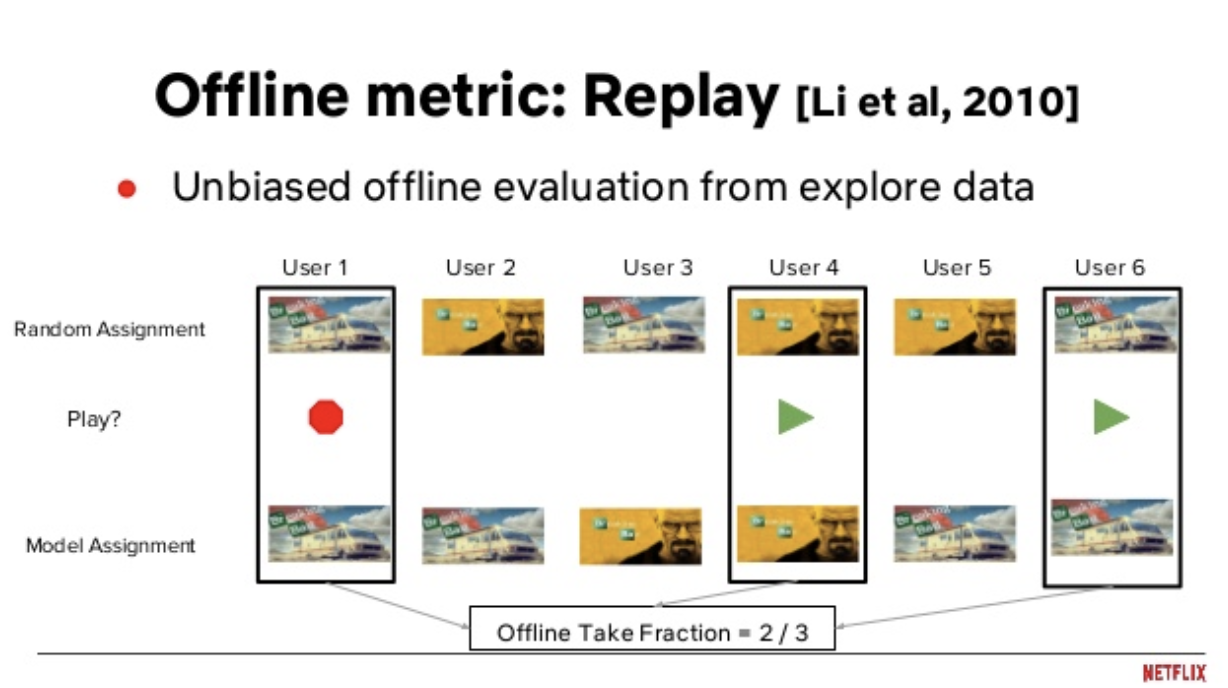 Offline metric: Replay [Li et al, 2010]
Unbiased offline evaluation from explore data
User 1 User 2 User 3 User 4 User 5 User 6
Random Assignment
Play?
Model Assignment
Offline Take Fraction = 2 / 3
NETFLIX